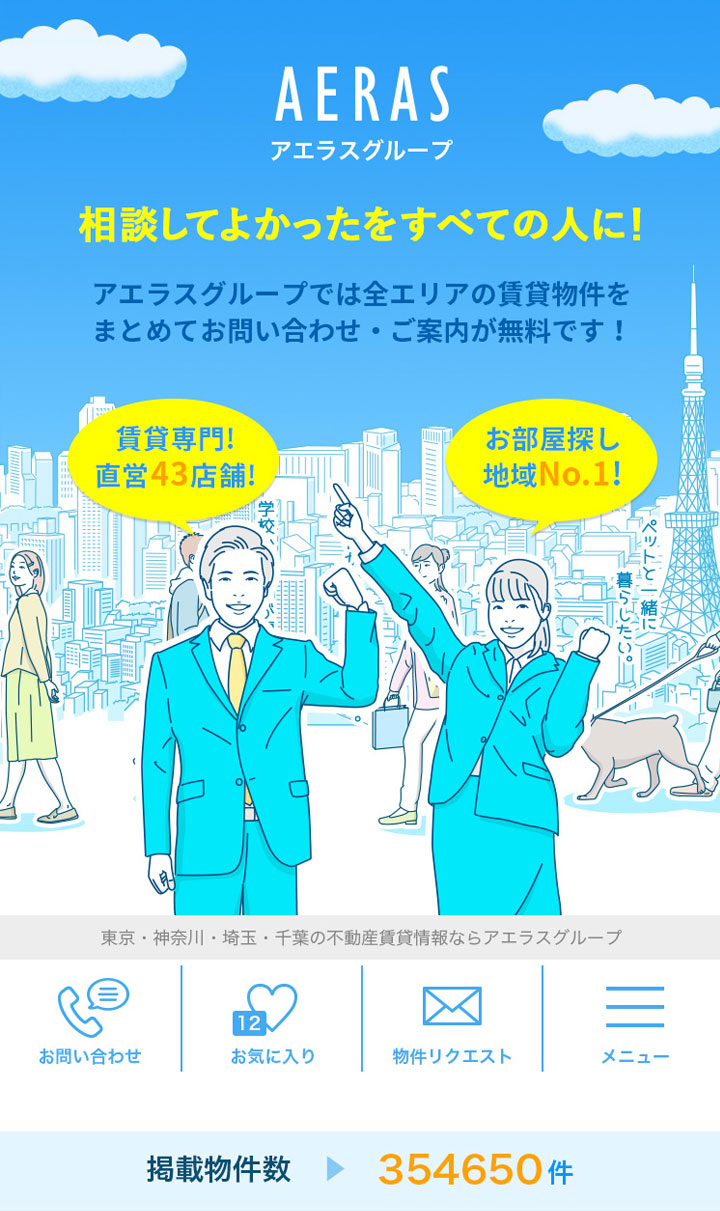 AERAS
アエラスグループ
相談してよかったをすべての人に!
アエラスグループでは全エリアの賃貸物件を
まとめてお問い合わせ・ご案内が無料です！
賃貸専門!
直営43店舗!
お部屋探し
地域No.1!
学校、
ペットと一緒に
暮らしたい。
東京・神奈川・埼玉・千葉の不動産賃貸情報ならアエラスグループ
お問い合わせ
12
お気に入り
物件リクエスト
メニュー
掲載物件数
354650件